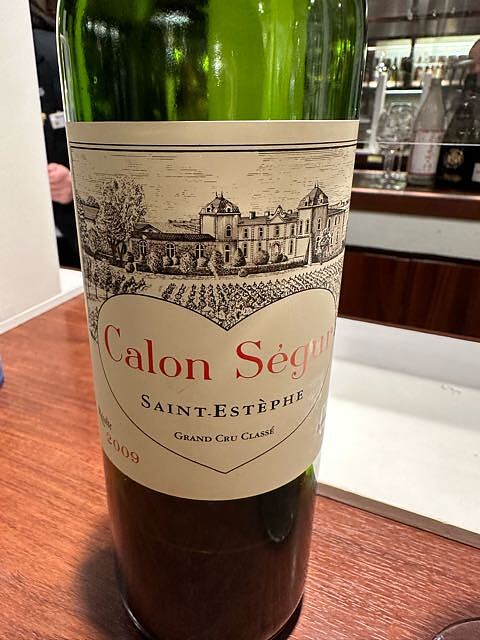 Calon Ségur
SAINT-ESTÈPHE
GRAND CRU CLASSÉ
2009